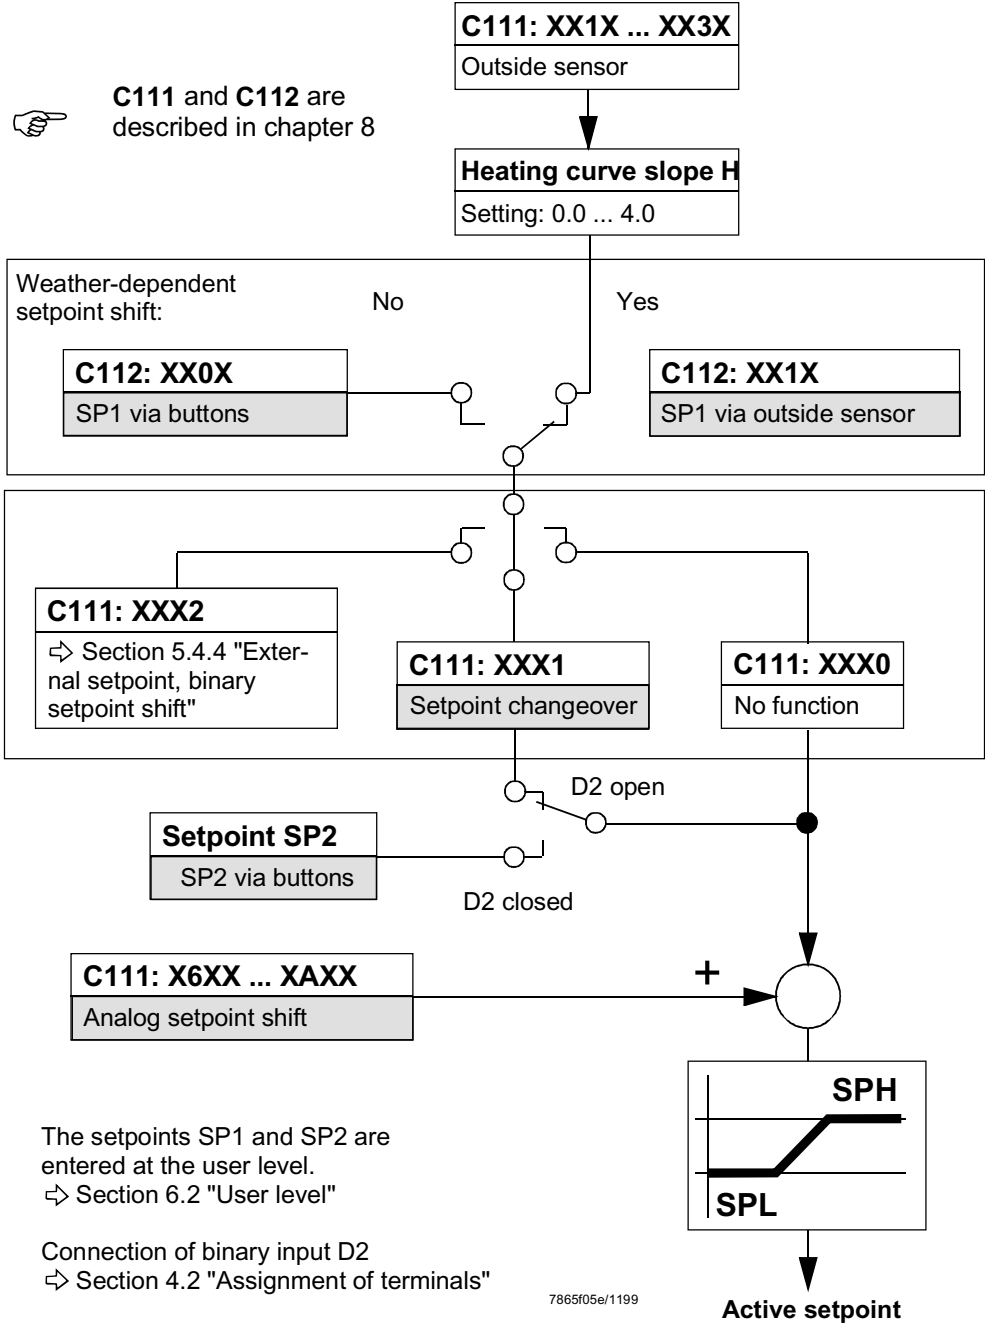 C111: XX1X ... XX3X
Outside sensor
C111 and C112 are
described in chapter 8
Heating curve slope H
Setting: 0.0 ... 4.0
Weather-dependent
setpoint shift:
No
Yes
C112: XX0X
SP1 via buttons
C112: XX1X
SP1 via outside sensor
C111: XXX2
⇨ Section 5.4.4 "Exter-
nal setpoint, binary
setpoint shift"
C111: XXX1
Setpoint changeover
C111: XXX0
No function
D2 open
Setpoint SP2
SP2 via buttons
D2 closed
C111: X6XX ... XAXX
Analog setpoint shift
+
SPH
SPL
The setpoints SP1 and SP2 are
entered at the user level.
⇨ Section 6.2 "User level"
Connection of binary input D2
⇨ Section 4.2 "Assignment of terminals"
7865f05e/1199
Active setpoint